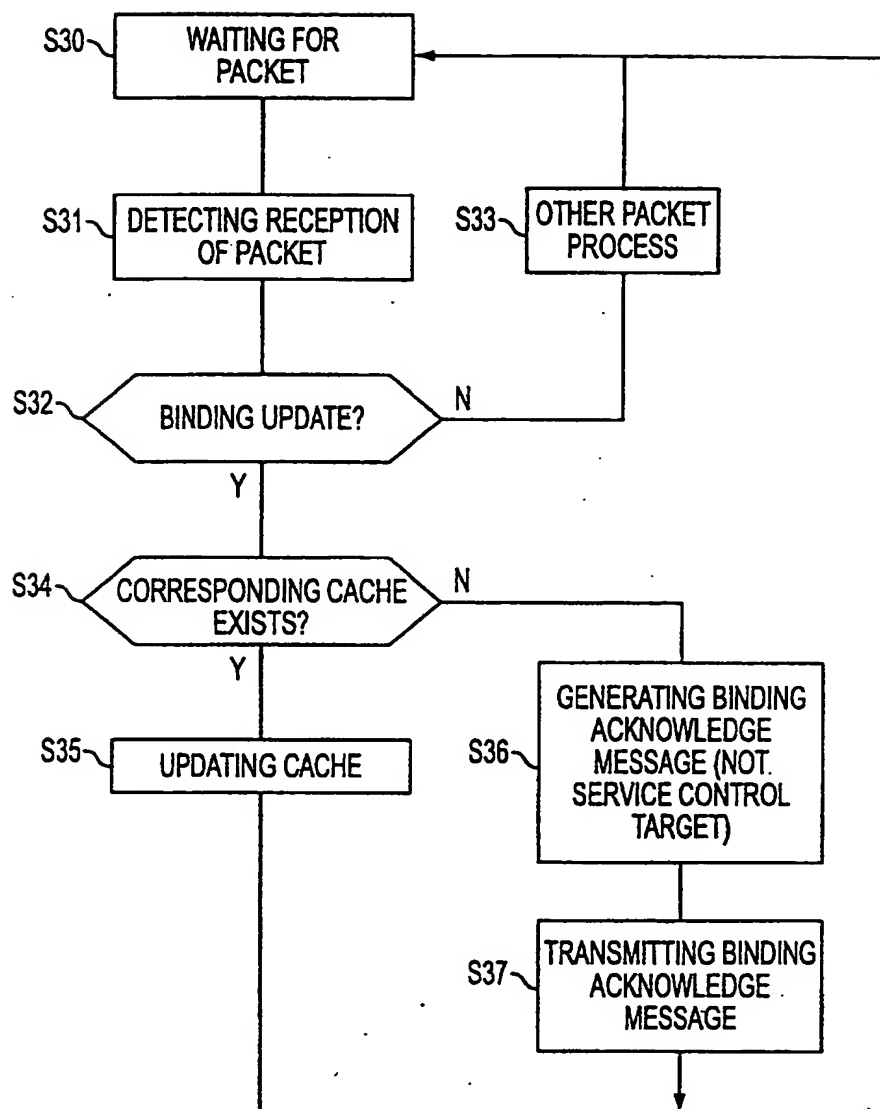 S30
WAITING FOR
PACKET
S31
DETECTING RECEPTION
OF PACKET
S33
OTHER PACKET
PROCESS
S32
BINDING UPDATE?
N
Y
S34
CORRESPONDING CACHE
EXISTS?
N
Y
S35
UPDATING CACHE
S36
GENERATING BINDING
ACKNOWLEDGE
MESSAGE (NOT.
SERVICE CONTROL
TARGET)
S37
TRANSMITTING BINDING
ACKNOWLEDGE
MESSAGE